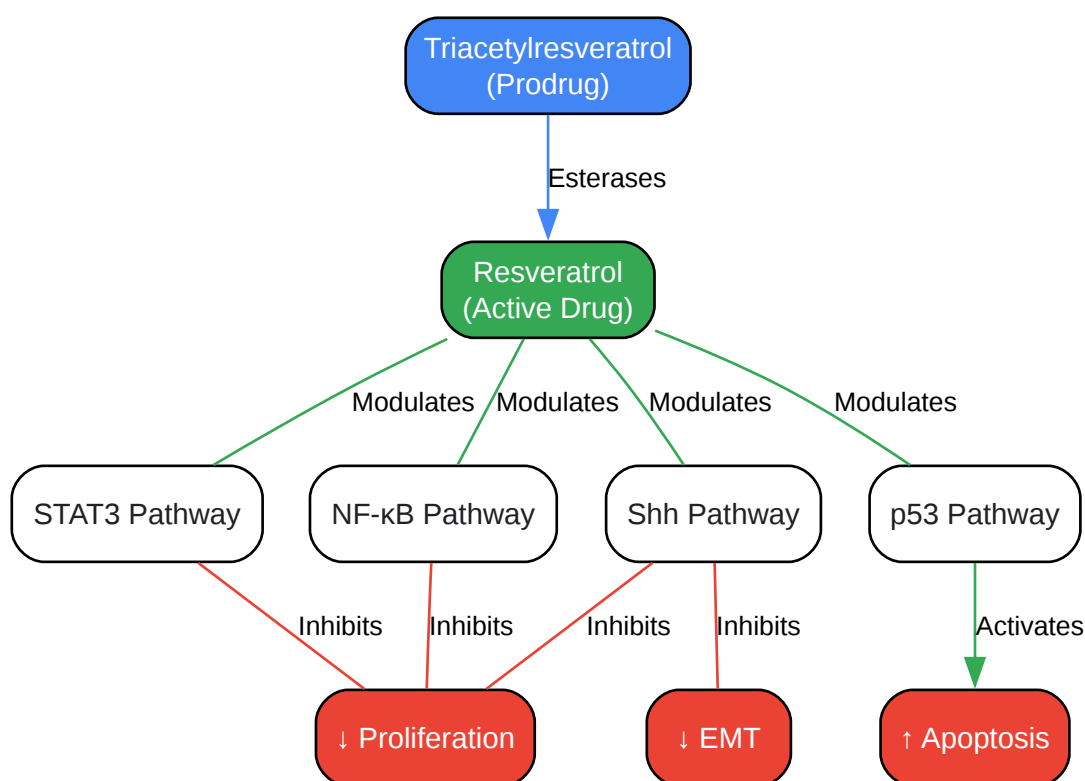 Triacetylresveratrol
(Prodrug)
Esterases
Resveratrol
(Active Drug)
Modulates
Modulates
Modulates
Modulates
STAT3 Pathway
NF-κB Pathway
Shh Pathway
p53 Pathway
Inhibits
Inhibits
Inhibits
Inhibits
Activates
↓ Proliferation
↓ EMT
↑ Apoptosis